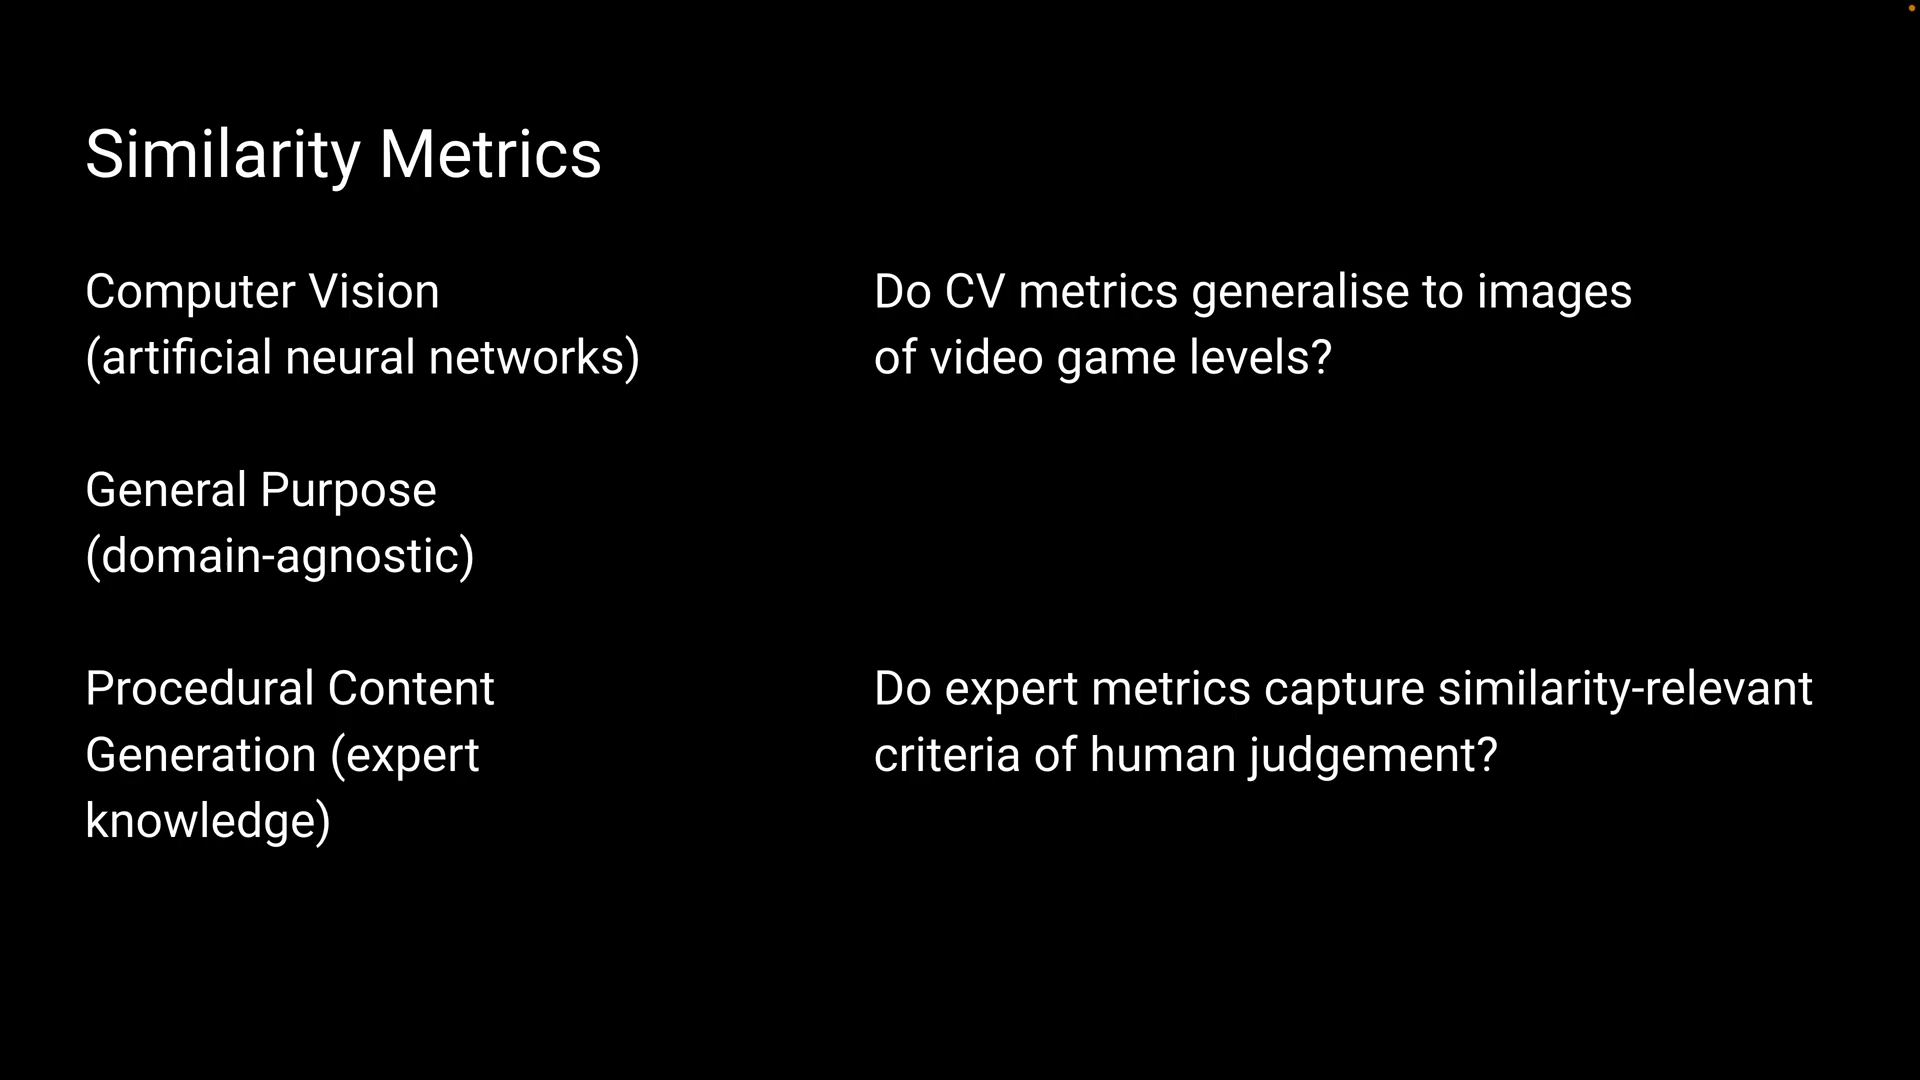 Similarity Metrics
Computer Vision
(artificial neural networks)
Do CV metrics generalise to images
of video game levels?
General Purpose
(domain-agnostic)
Procedural Content
Generation (expert
knowledge)
Do expert metrics capture similarity-relevant
criteria of human judgement?